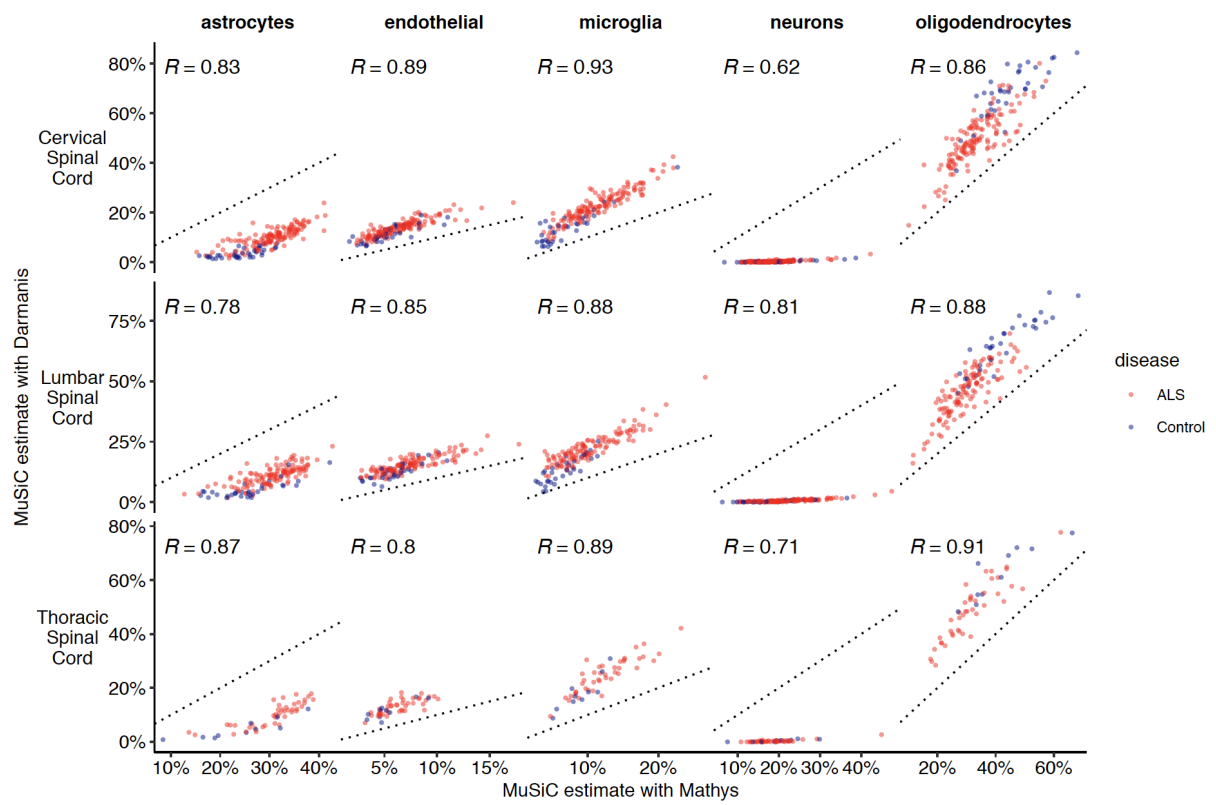 astrocytes endothelial microglia neurons oligodendrocytes
R = 0.83 R = 0.89 R = 0.93 R = 0.62 R = 0.86
80%
60%
40%
20%
0%
Cervical
Spinal
Cord
R = 0.78 R = 0.85 R = 0.88 R = 0.81 R = 0.88
75%
50%
25%
0%
Lumbar
Spinal
Cord
R = 0.87 R = 0.8 R = 0.89 R = 0.71 R = 0.91
80%
60%
40%
20%
0%
Thoracic
Spinal
Cord
MuSiC estimate with Darmanis
10% 20% 30% 40% 5% 10% 15% 10% 20% 10% 20% 30% 40% 20% 40% 60%
MuSiC estimate with Mathys
disease
ALS
Control